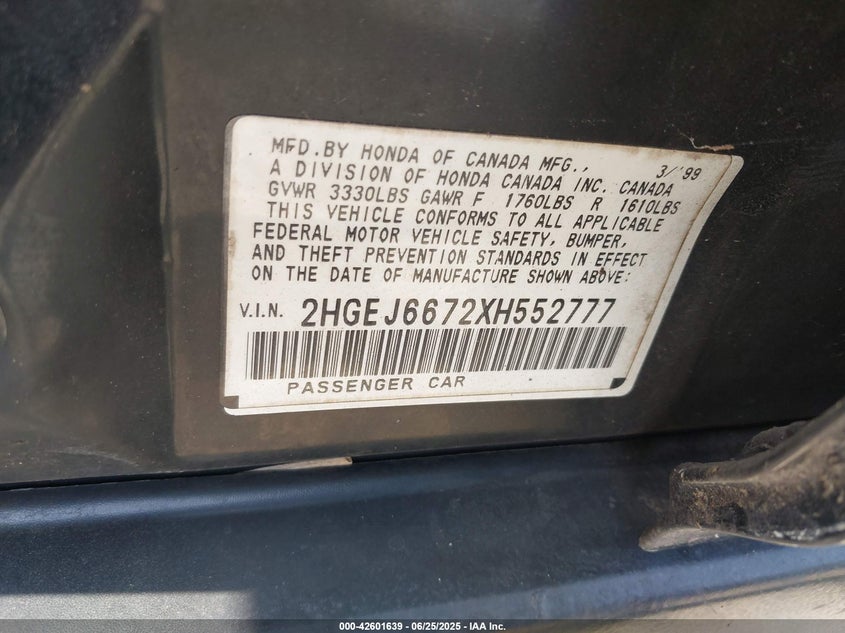 MFD.BY HONDA OF CANADA MFG., 3/'99
A DIVISION OF HONDA CANADA INC. CANADA
GVWR 3330LBS GAWR F 1760LBS R 1610LBS
THIS VEHICLE CONFORMS TO ALL APPLICABLE
FEDERAL MOTOR VEHICLE SAFETY, BUMPER,
AND THEFT PREVENTION STANDARDS IN EFFECT
ON THE DATE OF MANUFACTURE SHOWN ABOVE:
V.I.N. 2HGEJ6672XH552777
PASSENGER CAR
000-42601639 - 06/25/2025 - IAA Inc.